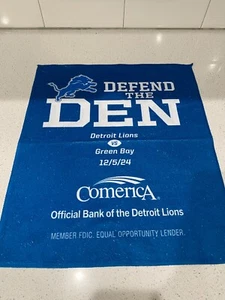 DEFEND
THE
DEN
Detroit Lions
VS
Green Bay
12/5/24
Comerica
Official Bank of the Detroit Lions
MEMBER FDIC. EQUAL OPPORTUNITY LENDER.